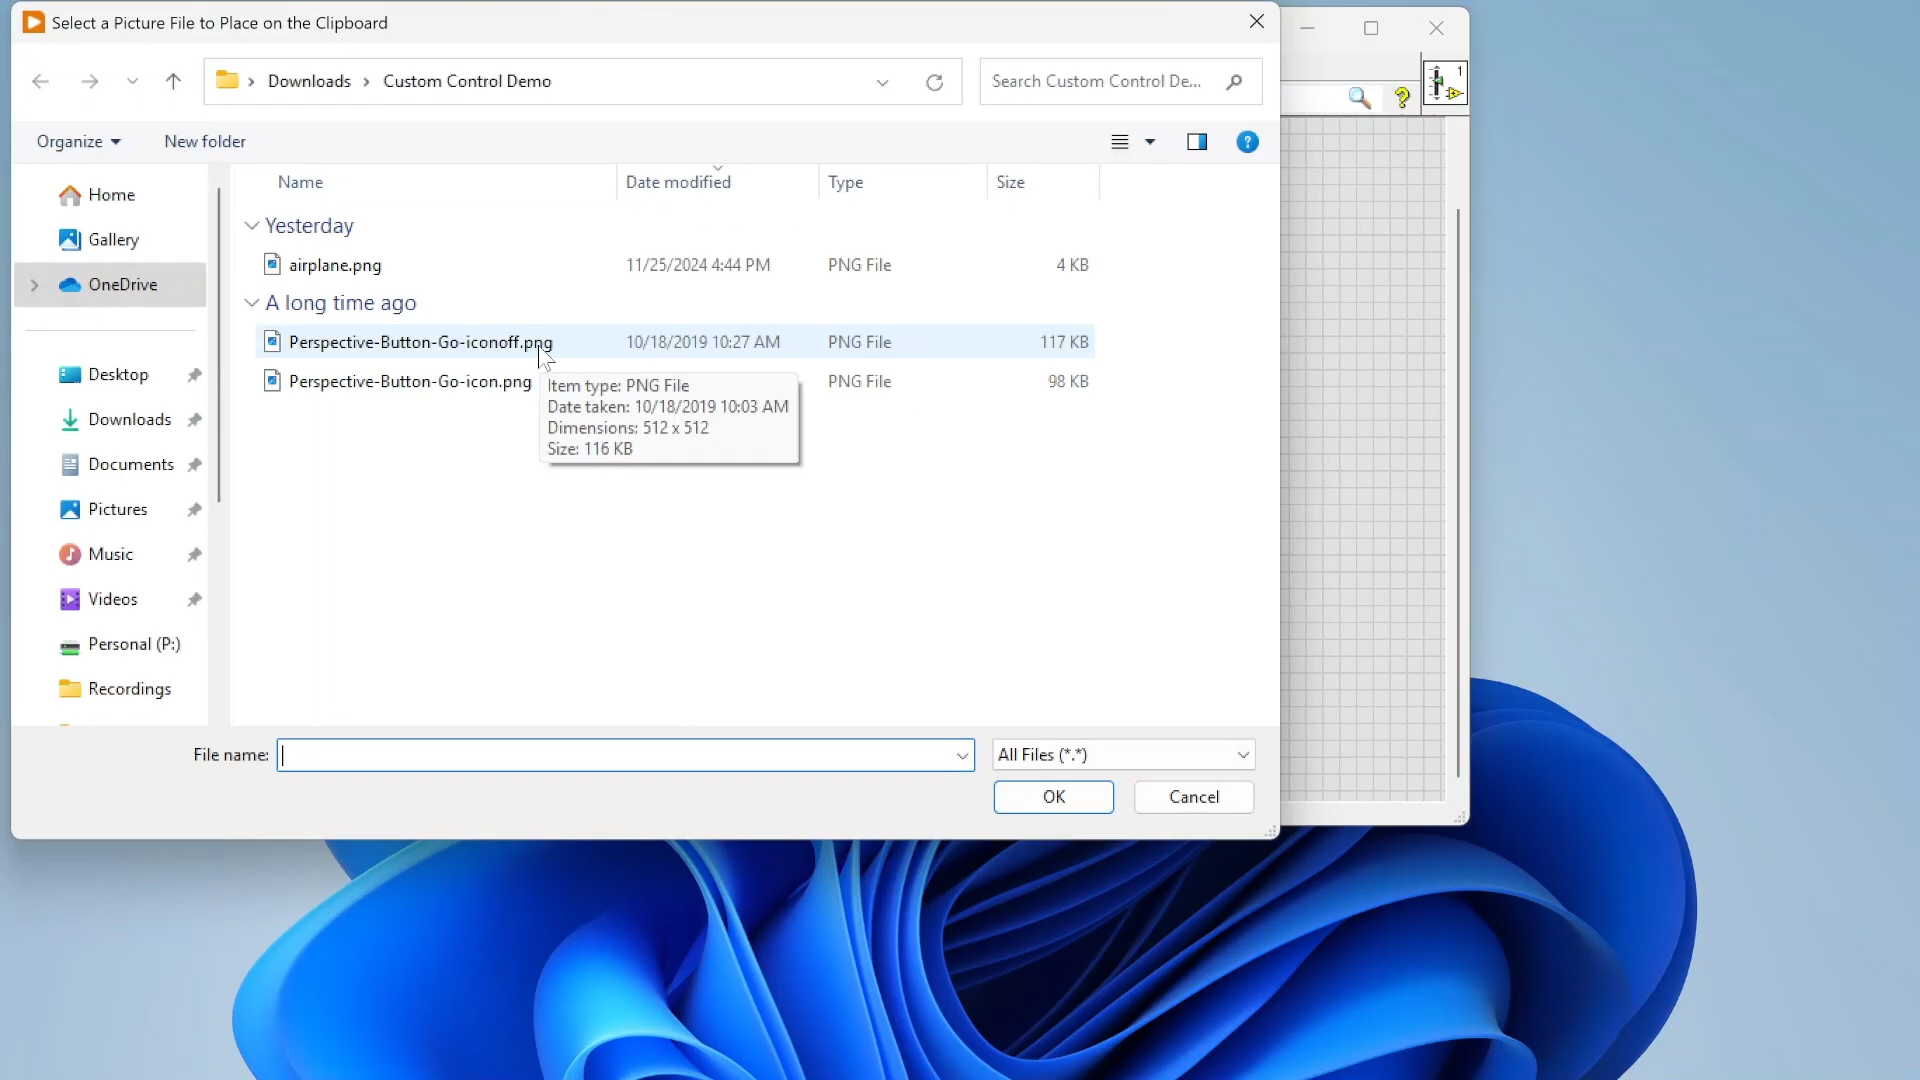 Select a Picture File to Place on the Clipboard
Downloads > Custom Control Demo
Search Custom Control De...
1
Organize
New folder
Name Date modified Type Size
Home
Gallery
OneDrive
Desktop
Downloads
Documents
Pictures
Music
Videos
Personal (P:)
Recordings
Yesterday
airplane.png 11/25/2024 4:44 PM PNG File 4 KB
A long time ago
Perspective-Button-Go-iconoff.png 10/18/2019 10:27 AM PNG File 117 KB
Perspective-Button-Go-icon.png PNG File 98 KB
Item type: PNG File
Date taken: 10/18/2019 10:03 AM
Dimensions: 512 x 512
Size: 116 KB
File name:
All Files (*.*)
OK
Cancel